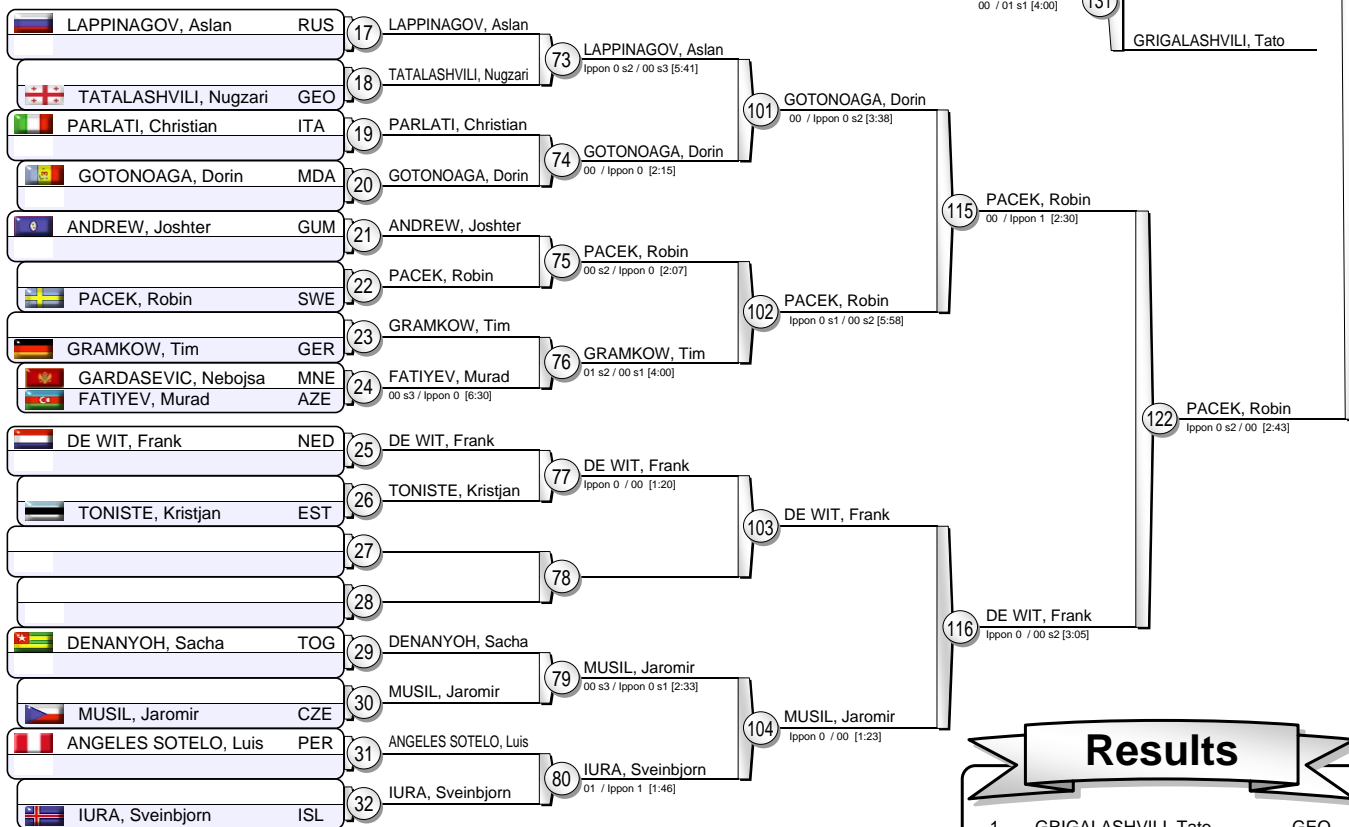 00 / 01 s1 [4:00]
131
GRIGALASHVILI, Tato
LAPPINAGOV, Aslan RUS
17
LAPPINAGOV, Aslan
73
LAPPINAGOV, Aslan
Ippon 0 s2 / 00 s3 [5:41]
TATALASHVILI, Nugzari GEO
18
TATALASHVILI, Nugzari
101
GOTONOAGA, Dorin
00 / Ippon 0 s2 [3:38]
PARLATI, Christian ITA
19
PARLATI, Christian
74
GOTONOAGA, Dorin
00 / Ippon 0 [2:15]
GOTONOAGA, Dorin MDA
20
GOTONOAGA, Dorin
115
PACEK, Robin
00 / Ippon 1 [2:30]
ANDREW, Joshter GUM
21
ANDREW, Joshter
75
PACEK, Robin
00 s2 / Ippon 0 [2:07]
PACEK, Robin SWE
22
PACEK, Robin
102
PACEK, Robin
Ippon 0 s1 / 00 s2 [5:58]
GRAMKOW, Tim GER
23
GRAMKOW, Tim
76
GRAMKOW, Tim
01 s2 / 00 s1 [4:00]
GARDASEVIC, Nebojsa MNE
FATIYEV, Murad AZE
24
FATIYEV, Murad
00 s3 / Ippon 0 [6:30]
122
PACEK, Robin
Ippon 0 s2 / 00 [2:43]
DE WIT, Frank NED
25
DE WIT, Frank
77
DE WIT, Frank
Ippon 0 / 00 [1:20]
TONISTE, Kristjan EST
26
TONISTE, Kristjan
103
DE WIT, Frank
27
78
28
116
DE WIT, Frank
Ippon 0 / 00 s2 [3:05]
DENANYOH, Sacha TOG
29
DENANYOH, Sacha
79
MUSIL, Jaromir
00 s3 / Ippon 0 s1 [2:33]
MUSIL, Jaromir CZE
30
MUSIL, Jaromir
104
MUSIL, Jaromir
Ippon 0 / 00 [1:23]
ANGELES SOTELO, Luis PER
31
ANGELES SOTELO, Luis
80
IURA, Sveinbjorn
01 / Ippon 1 [1:46]
IURA, Sveinbjorn ISL
32
IURA, Sveinbjorn
Results
1 GRIGALASHVILI, Tato GEO